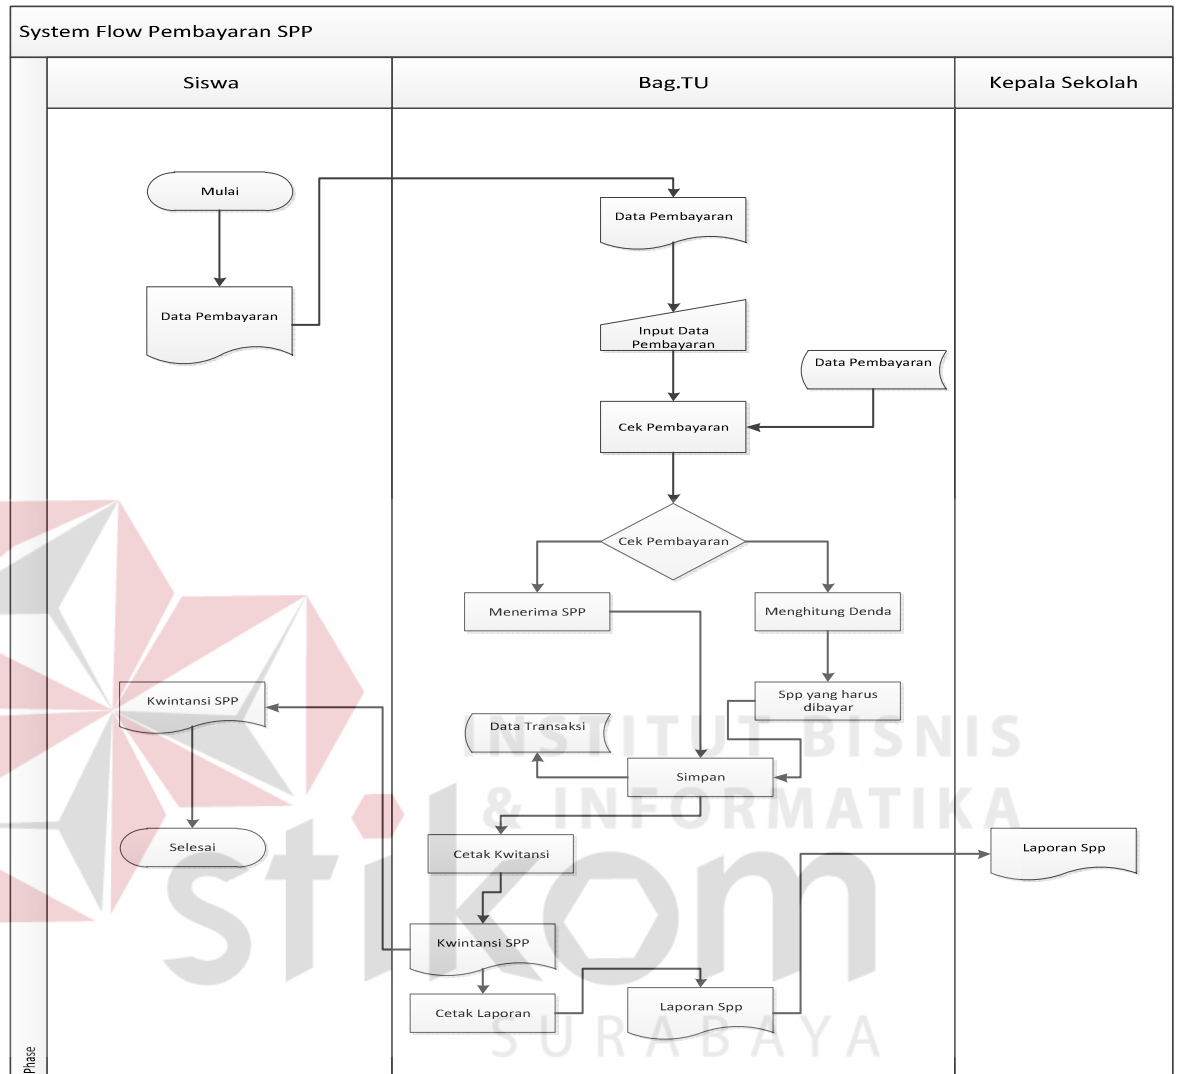 System Flow Pembayaran SPP
Siswa
Bag.TU
Kepala Sekolah
Mulai
Data Pembayaran
Data Pembayaran
Input Data
Pembayaran
Data Pembayaran
Cek Pembayaran
Cek Pembayaran
Menerima SPP
Menghitung Denda
Kwintansi SPP
Spp yang harus
dibayar
Data Transaksi
Simpan
Selesai
Cetak Kwitansi
Laporan Spp
Kwintansi SPP
Cetak Laporan
Laporan Spp
Phase
INSTITUT BISNIS
& INFORMATIKA
stikom
SURABAYA